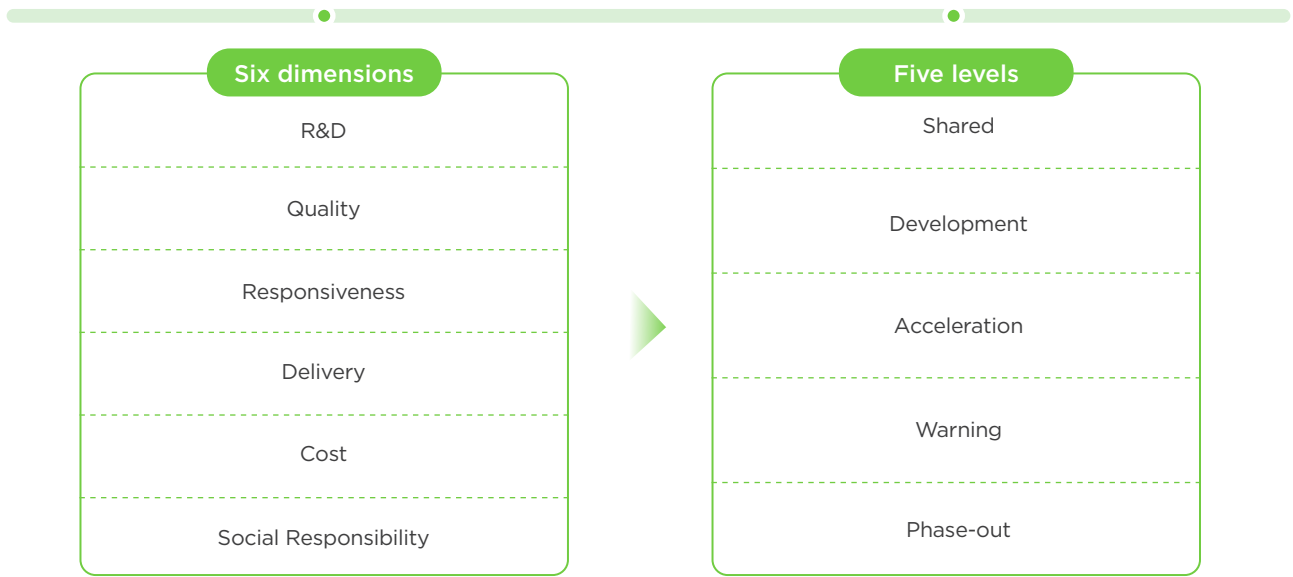 Six dimensions
R&D
Quality
Responsiveness
Delivery
Cost
Social Responsibility
Five levels
Shared
Development
Acceleration
Warning
Phase-out